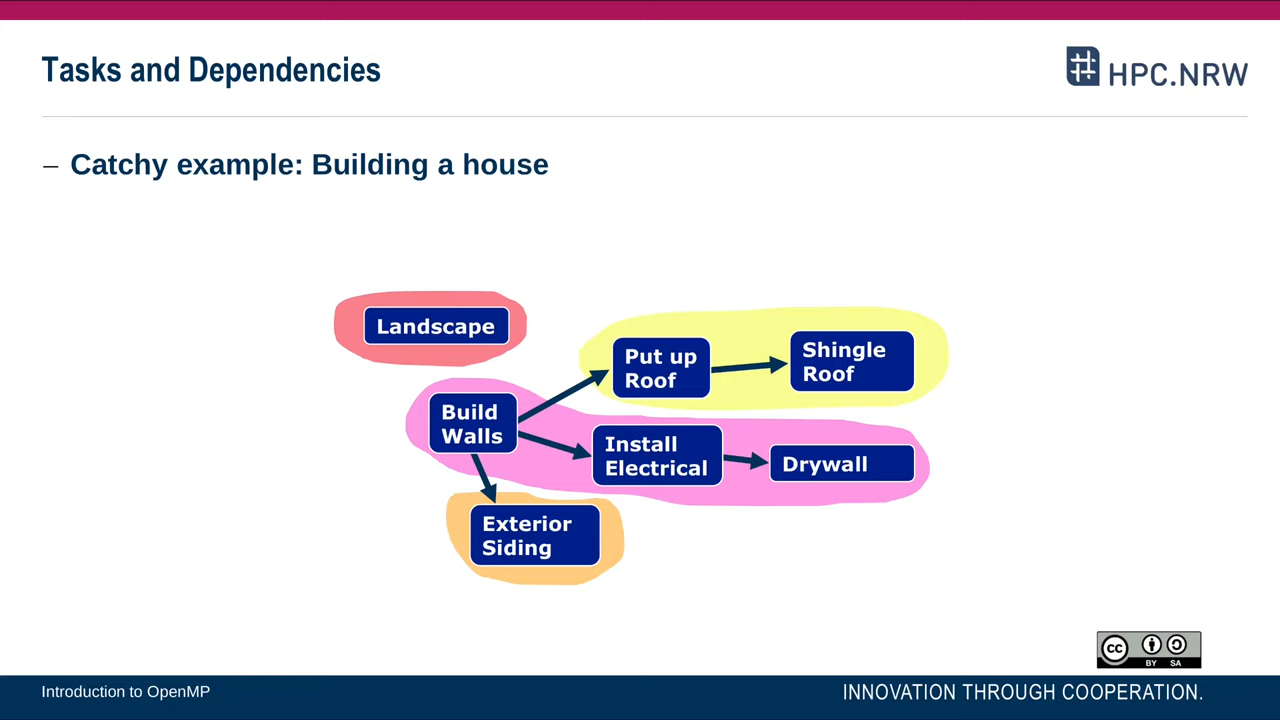 Tasks and Dependencies
HPC.NRW
– Catchy example: Building a house
Landscape
Put up
Roof
Shingle
Roof
Build
Walls
Install
Electrical
Drywall
Exterior
Siding
cc
BY SA
Introduction to OpenMP
INNOVATION THROUGH COOPERATION.